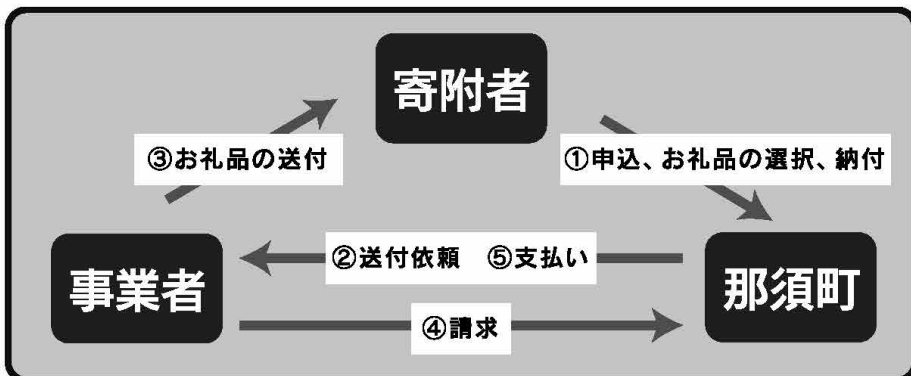 寄附者
③お礼品の送付
①申込、お礼品の選択、納付
②送付依頼 ⑤支払い
事業者
那須町
④請求